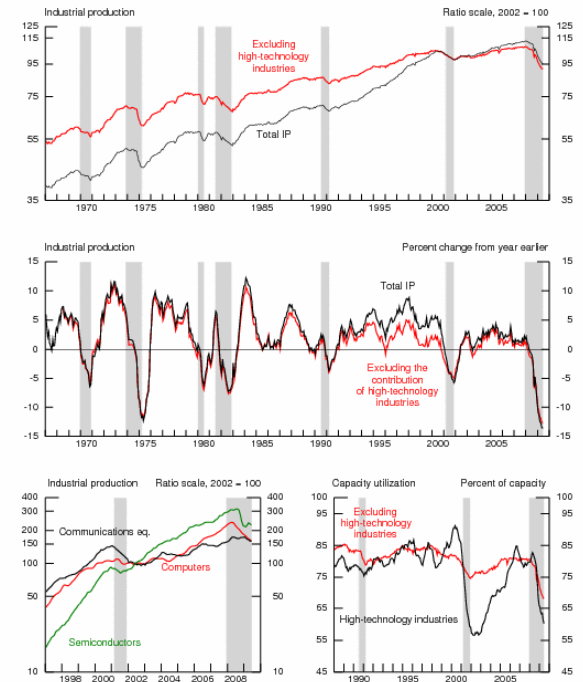 Industrial production Ratio scale, 2002 = 100
125 125
115 115
Excluding
high-technology
industries
95 95
75 75
Total IP
55 55
35 35
1970 1975 1980 1985 1990 1995 2000 2005
Industrial production Percent change from year earlier
15 15
Total IP
10 10
5 5
0 0
Excluding the
contribution
of high-technology
industries
-5 -5
-10 -10
-15 -15
1970 1975 1980 1985 1990 1995 2000 2005
Industrial production Ratio scale, 2002 = 100
400 400
300 300
200 200
Communications eq.
150 150
100 100
Computers
50 50
Semiconductors
10 10
1998 2000 2002 2004 2006 2008
Capacity utilization Percent of capacity
100 100
95 95
Excluding
high-technology
industries
85 85
75 75
65 65
High-technology industries
55 55
45 45
1990 1995 2000 2005